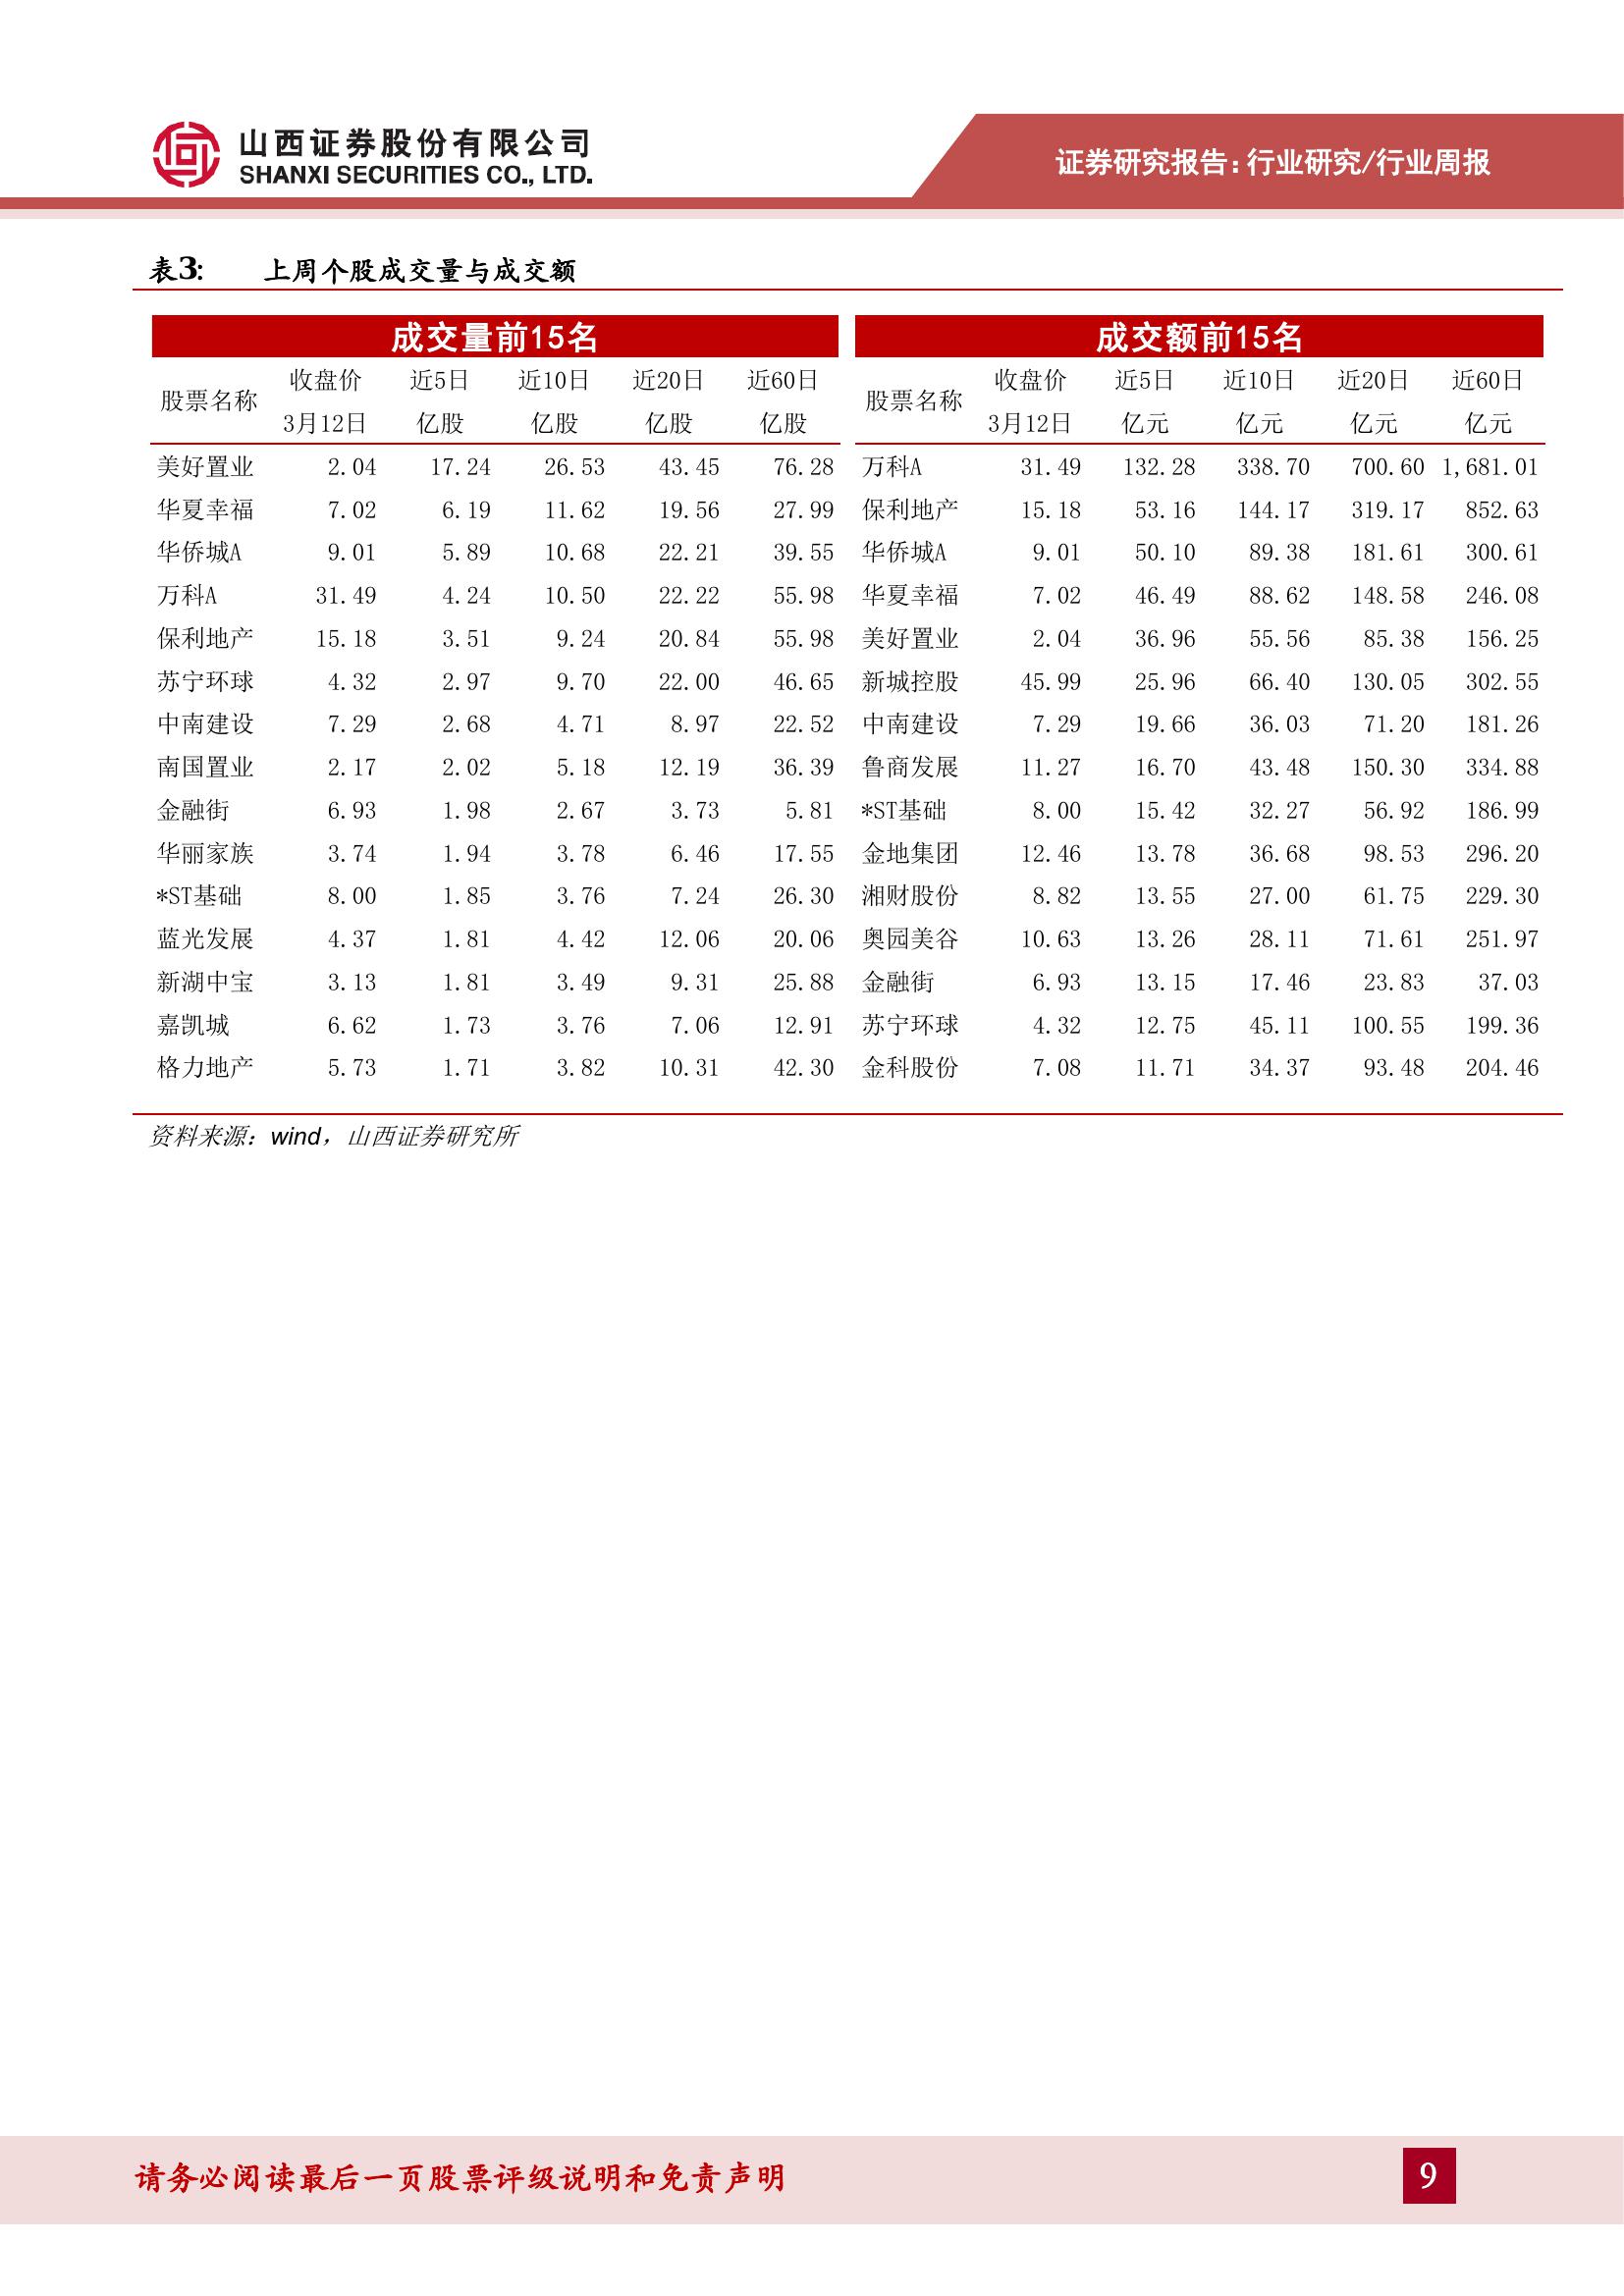 山西证券股份有限公司
SHANXI SECURITIES CO., LTD.
证券研究报告：行业研究/行业周报
表3: 上周个股成交量与成交额
成交量前15名 成交额前15名
股票名称 收盘价 近5日 近10日 近20日 近60日 股票名称 收盘价 近5日 近10日 近20日 近60日
3月12日 亿股 亿股 亿股 亿股 3月12日 亿元 亿元 亿元 亿元
美好置业 2.04 17.24 26.53 43.45 76.28 万科A 31.49 132.28 338.70 700.60 1,681.01
华夏幸福 7.02 6.19 11.62 19.56 27.99 保利地产 15.18 53.16 144.17 319.17 852.63
华侨城A 9.01 5.89 10.68 22.21 39.55 华侨城A 9.01 50.10 89.38 181.61 300.61
万科A 31.49 4.24 10.50 22.22 55.98 华夏幸福 7.02 46.49 88.62 148.58 246.08
保利地产 15.18 3.51 9.24 20.84 55.98 美好置业 2.04 36.96 55.56 85.38 156.25
苏宁环球 4.32 2.97 9.70 22.00 46.65 新城控股 45.99 25.96 66.40 130.05 302.55
中南建设 7.29 2.68 4.71 8.97 22.52 中南建设 7.29 19.66 36.03 71.20 181.26
南国置业 2.17 2.02 5.18 12.19 36.39 鲁商发展 11.27 16.70 43.48 150.30 334.88
金融街 6.93 1.98 2.67 3.73 5.81 *ST基础 8.00 15.42 32.27 56.92 186.99
华丽家族 3.74 1.94 3.78 6.46 17.55 金地集团 12.46 13.78 36.68 98.53 296.20
*ST基础 8.00 1.85 3.76 7.24 26.30 湘财股份 8.82 13.55 27.00 61.75 229.30
蓝光发展 4.37 1.81 4.42 12.06 20.06 奥园美谷 10.63 13.26 28.11 71.61 251.97
新湖中宝 3.13 1.81 3.49 9.31 25.88 金融街 6.93 13.15 17.46 23.83 37.03
嘉凯城 6.62 1.73 3.76 7.06 12.91 苏宁环球 4.32 12.75 45.11 100.55 199.36
格力地产 5.73 1.71 3.82 10.31 42.30 金科股份 7.08 11.71 34.37 93.48 204.46
资料来源：wind，山西证券研究所
请务必阅读最后一页股票评级说明和免责声明
9